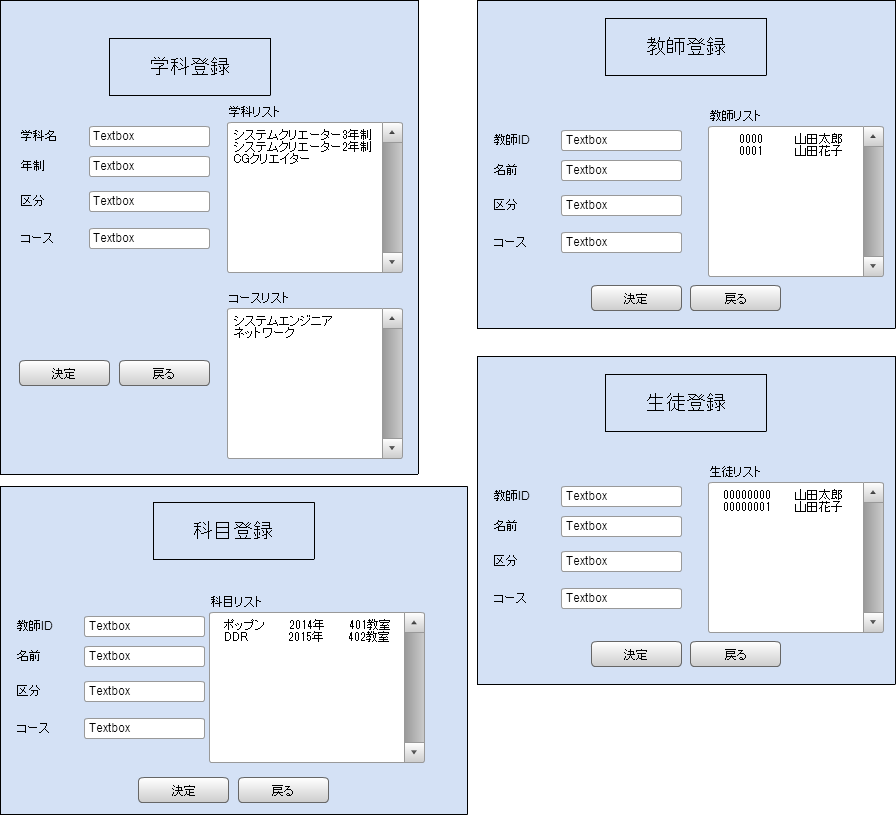 学科登録
学科リスト
学科名 Textbox
年制 Textbox
区分 Textbox
コース Textbox
システムクリエーター3年制
システムクリエーター2年制
CGクリエイター
コースリスト
システムエンジニア
ネットワーク
決定 戻る
教師登録
教師リスト
教師ID Textbox
名前 Textbox
区分 Textbox
コース Textbox
0000 山田太郎
0001 山田花子
決定 戻る
科目登録
科目リスト
教師ID Textbox
名前 Textbox
区分 Textbox
コース Textbox
ポップン 2014年 401教室
DDR 2015年 402教室
決定 戻る
生徒登録
生徒リスト
教師ID Textbox
名前 Textbox
区分 Textbox
コース Textbox
00000000 山田太郎
00000001 山田花子
決定 戻る